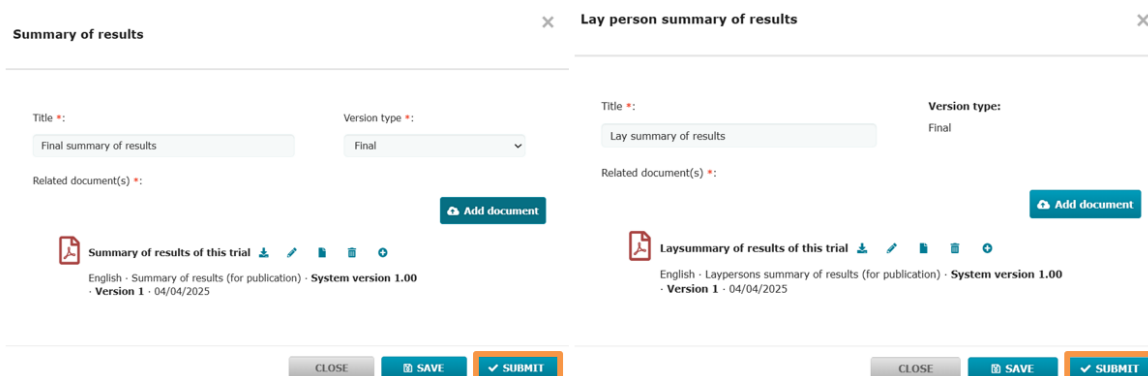 Summary of results
Title *:
Version type *:
Final summary of results
Final
Related document(s) *:
Add document
Summary of results of this trial
English · Summary of results (for publication) · System version 1.00
· Version 1 · 04/04/2025
CLOSE
SAVE
SUBMIT
Lay person summary of results
Title *:
Version type:
Lay summary of results
Final
Related document(s) *:
Add document
Laysummary of results of this trial
English · Laypersons summary of results (for publication) · System version 1.00
· Version 1 · 04/04/2025
CLOSE
SAVE
SUBMIT